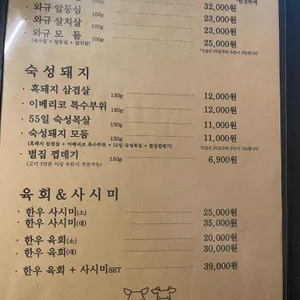 · 와규 알등심 100g 32,000원
· 와규 살치살 100g 23,000원
· 와규 모둠 100g 25,000원
숙성돼지
· 흑돼지 삼겹살 130g 12,000원
· 이베리코 특수부위 130g 12,000원
· 55일 숙성목살 130g 11,000원
· 숙성돼지 모둠 130g 11,000원
· 벌집 껍데기 150g 6,900원
육회&사시미
· 한우 사시미(소) 25,000원
· 한우 사시미(대) 35,000원
· 한우 육회(소) 20,000원
· 한우 육회(대) 30,000원
· 한우 육회 + 사시미SET 39,000원